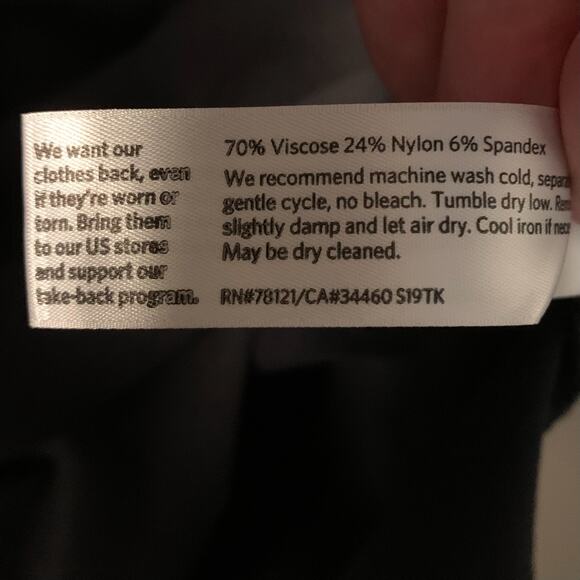 We want our
clothes back, even
if they're worn or
torn. Bring them
to our US stores
and support our
take-back program.
70% Viscose 24% Nylon 6% Spandex
We recommend machine wash cold,
gentle cycle, no bleach. Tumble dry low.
slightly damp and let air dry. Cool iron if
May be dry cleaned.
RN#78121/CA#34460 S19TK